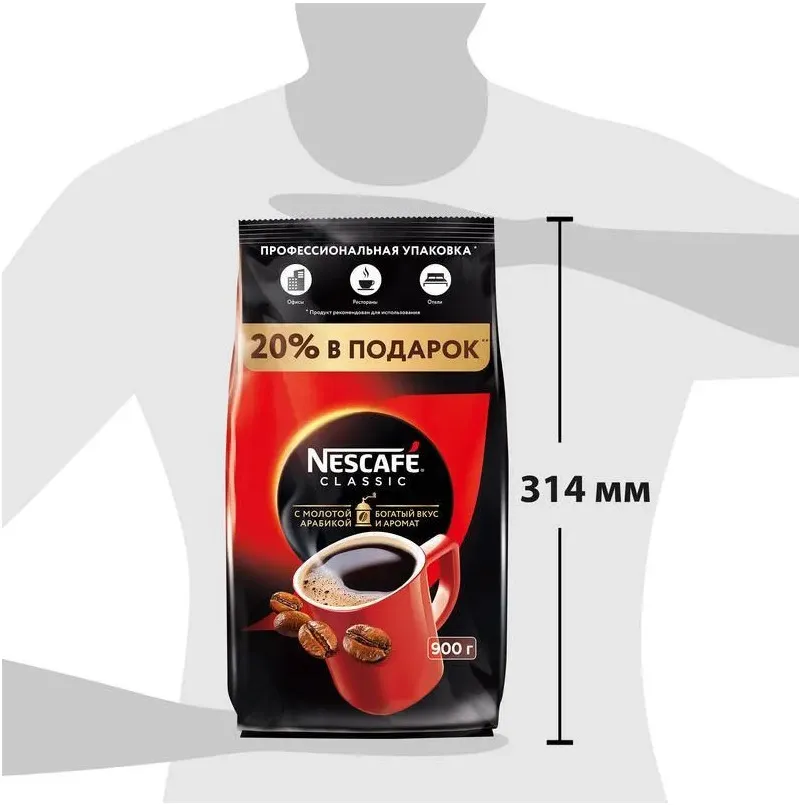 ПРОФЕССИОНАЛЬНАЯ УПАКОВКА*
Офисы Рестораны Отели
* Продукт рекомендован для использования
20% В ПОДАРОК**
NESCAFÉ®
CLASSIC
С МОЛОТОЙ АРАБИКОЙ
БОГАТЫЙ ВКУС И АРОМАТ
900 г
314 мм